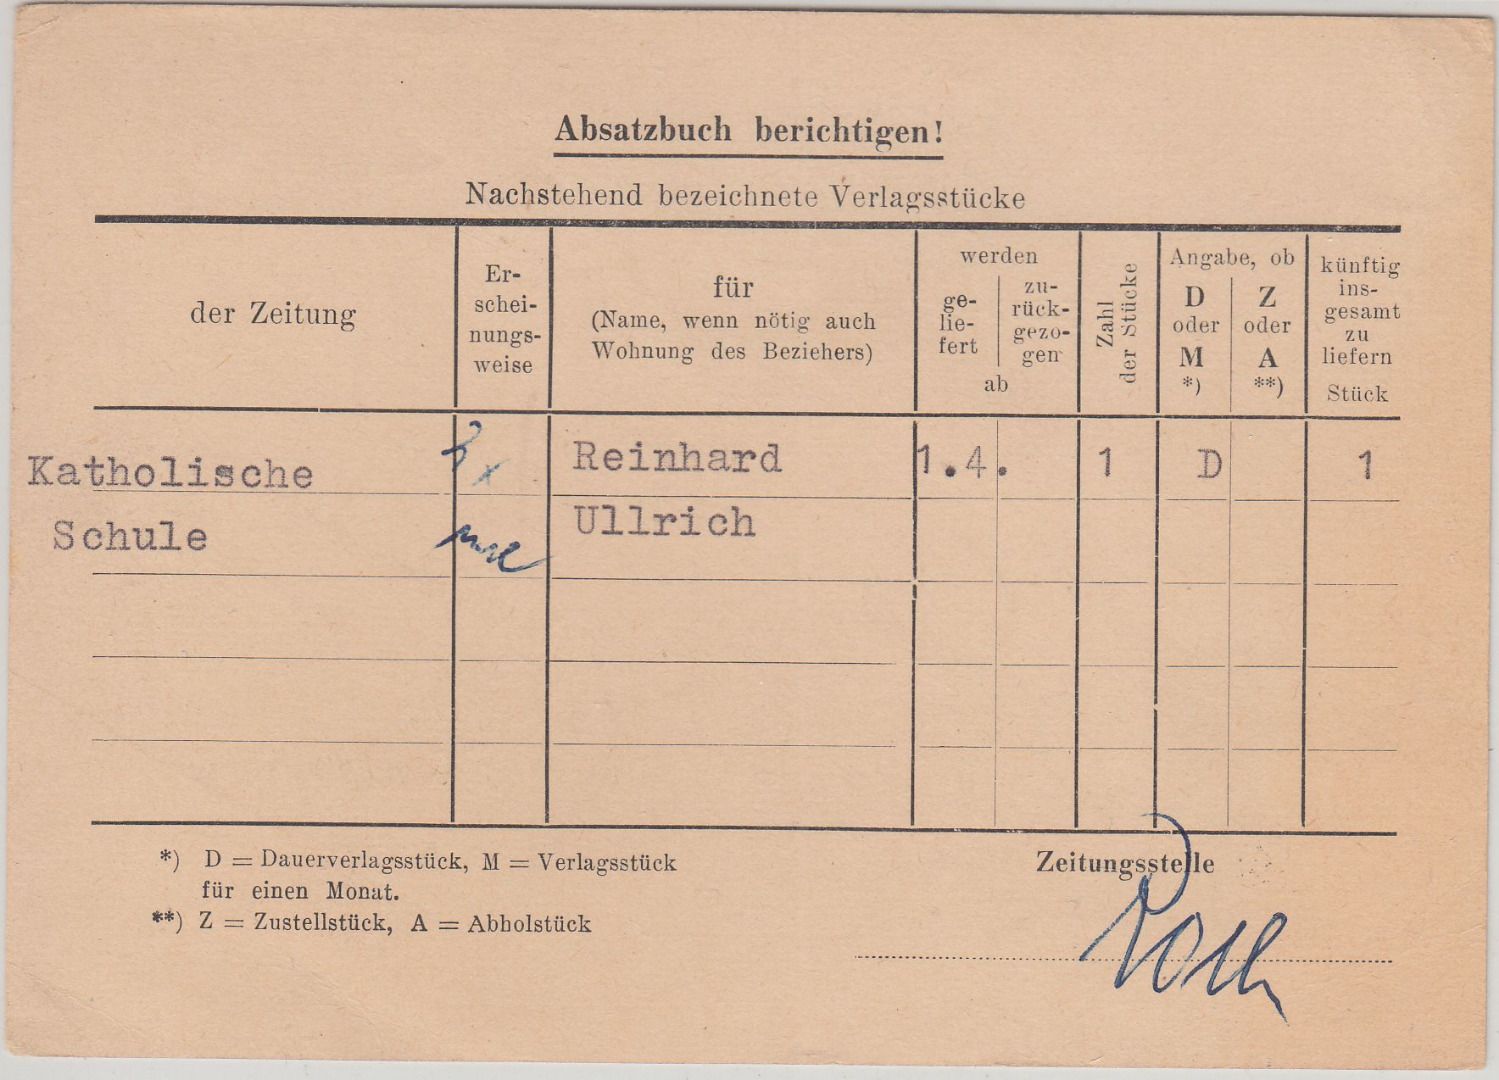 Absatzbuch berichtigen!
Nachstehend bezeichnete Verlagsstücke
der Zeitung
Er-
schei-
nungs-
weise
für
(Name, wenn nötig auch
Wohnung des Beziehers)
werden
ge-
lie-
fert
zu-
rück-
gezo-
gen
ab
Zahl
der Stücke
Angabe, ob
D
oder
M
*)
Z
oder
A
**)
künftig
ins-
gesamt
zu
liefern
Stück
Katholische
Schule
Reinhard
Ullrich
1.4.
1
D
1
*) D = Dauerverlagsstück, M = Verlagsstück
für einen Monat.
**) Z = Zustellstück, A = Abholstück
Zeitungsstelle